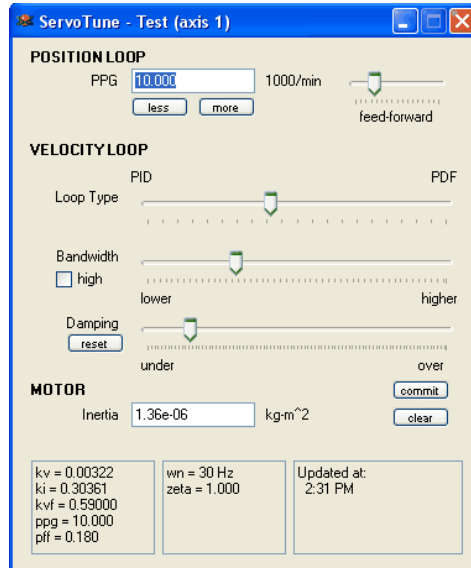 ServoTune - Test (axis 1)
POSITION LOOP
PPG 10.000 1000/min
less more
feed-forward
VELOCITY LOOP
PID PDF
Loop Type
Bandwidth
high
lower higher
Damping
reset
under over
MOTOR
commit
Inertia 1.36e-06 kg-m^2
clear
kv = 0.00322
ki = 0.30361
kvf = 0.59000
ppg = 10.000
pff = 0.180
wn = 30 Hz
zeta = 1.000
Updated at:
2:31 PM